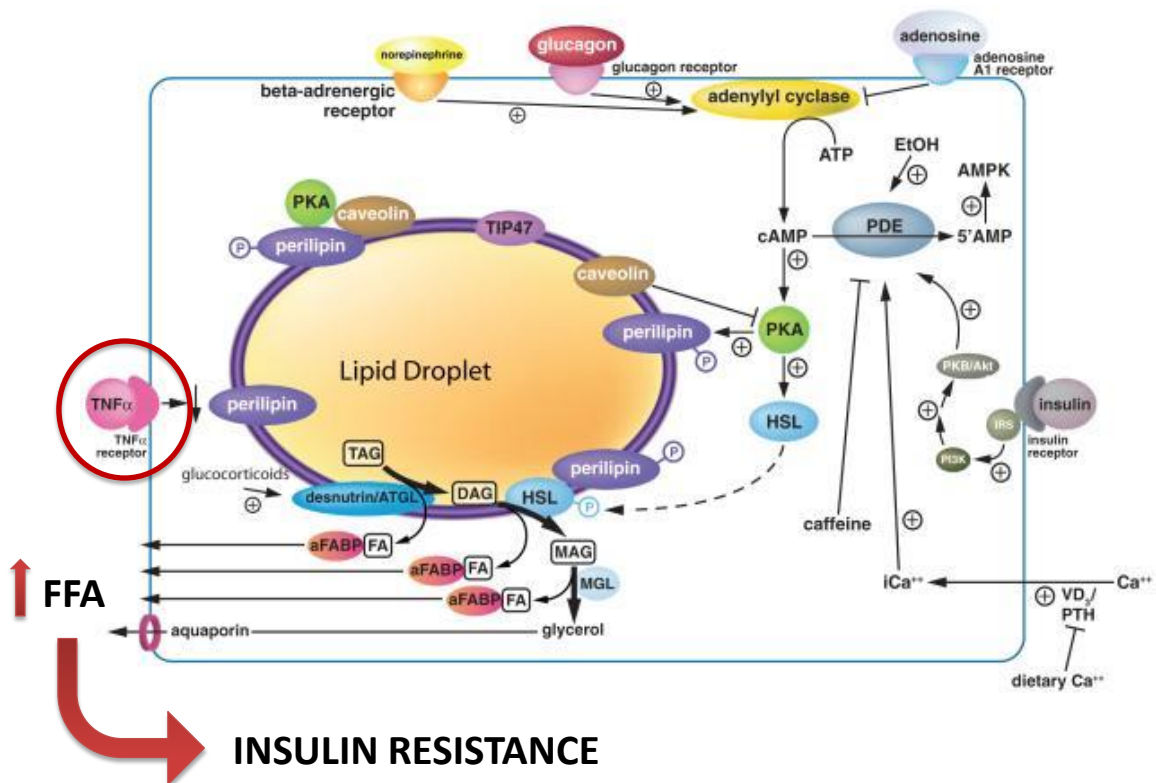 norepinephrine
glucagon
adenosine
beta-adrenergic
receptor
glucagon receptor
adenosine
A1 receptor
⊕
⊕
adenylyl cyclase
ATP
EtOH
⊕
AMPK
⊕
PKA
caveolin
P
perilipin
TIP47
cAMP
PDE
5'AMP
⊕
caveolin
perilipin
P
⊕
PKA
⊕
⊕
PKB/Akt
⊕
IRS
insulin
insulin
receptor
PI3K
⊕
Lipid Droplet
TNFα
TNFα
receptor
perilipin
HSL
glucocorticoids
⊕
TAG
desnutrin/ATGL
DAG
HSL
P
perilipin
P
caffeine
⊕
aFABP FA
aFABP FA
aFABP FA
MAG
MGL
glycerol
aquaporin
iCa⁺⁺
Ca⁺⁺
⊕ VD₃/
PTH
dietary Ca⁺⁺
FFA
INSULIN RESISTANCE